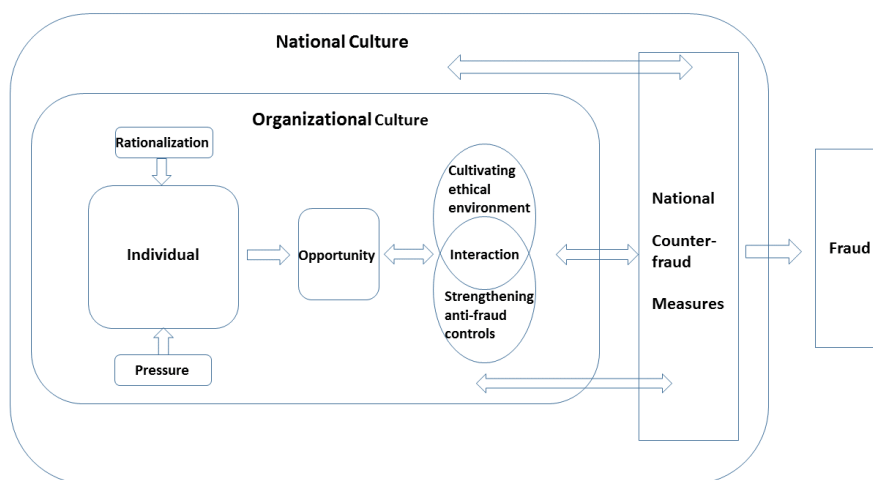 National Culture
Organizational Culture
Rationalization
Individual
Pressure
Opportunity
Cultivating
ethical
environment
Interaction
Strengthening
anti-fraud
controls
National
Counter-
fraud
Measures
Fraud